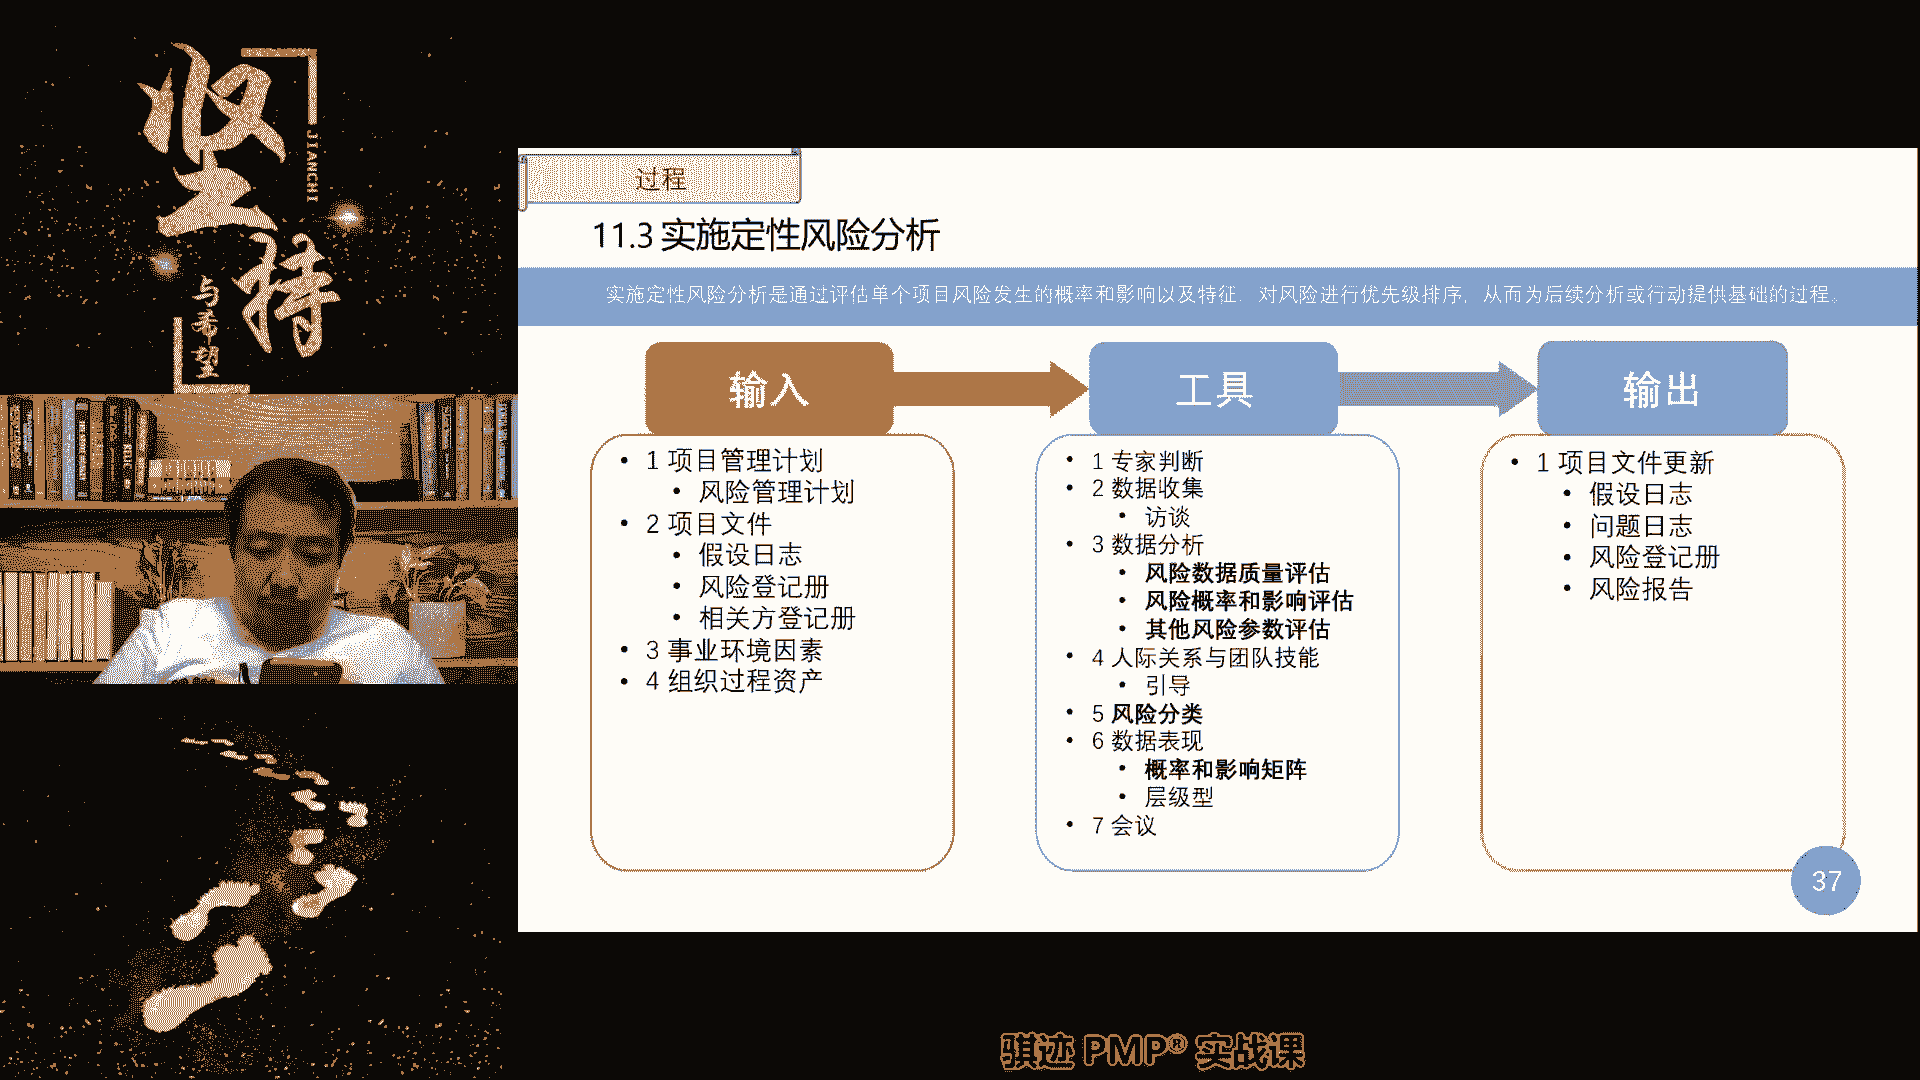 坚持
JIANCHI
与希望
过程
11.3 实施定性风险分析
实施定性风险分析是通过评估单个项目风险发生的概率和影响以及特征，对风险进行优先级排序，从而为后续分析或行动提供基础的过程。
输入
• 1 项目管理计划
• 风险管理计划
• 2 项目文件
• 假设日志
• 风险登记册
• 相关方登记册
• 3 事业环境因素
• 4 组织过程资产
工具
• 1 专家判断
• 2 数据收集
• 访谈
• 3 数据分析
• 风险数据质量评估
• 风险概率和影响评估
• 其他风险参数评估
• 4 人际关系与团队技能
• 引导
• 5 风险分类
• 6 数据表现
• 概率和影响矩阵
• 层级型
• 7 会议
输出
• 1 项目文件更新
• 假设日志
• 问题日志
• 风险登记册
• 风险报告
37
骐迹 PMP® 实战课